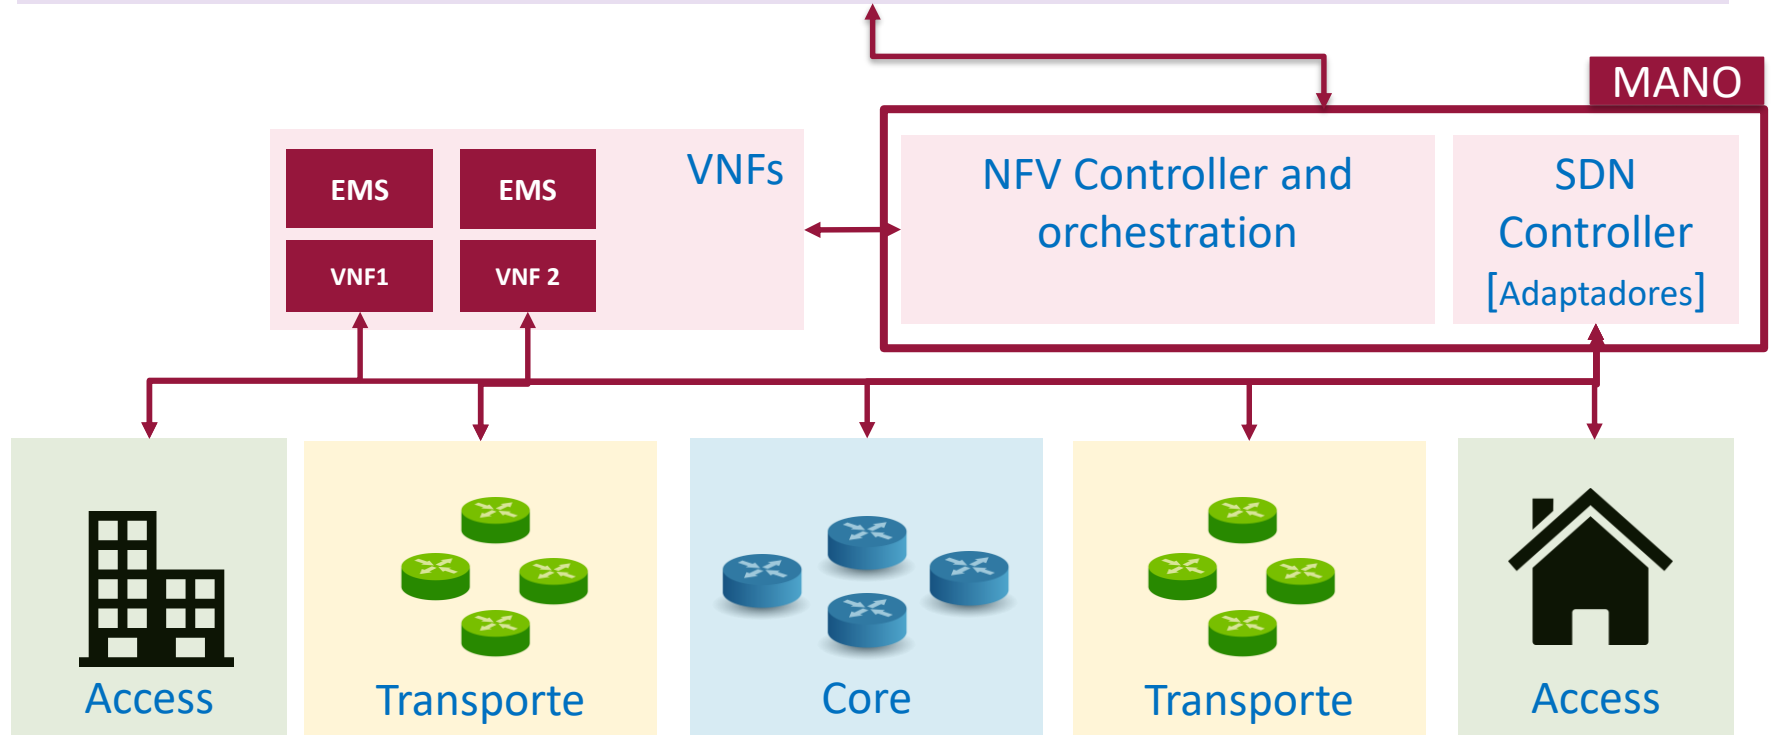 MANO
EMS
EMS
VNFs
VNF1
VNF 2
NFV Controller and
orchestration
SDN
Controller
[Adaptadores]
Access
Transporte
Core
Transporte
Access